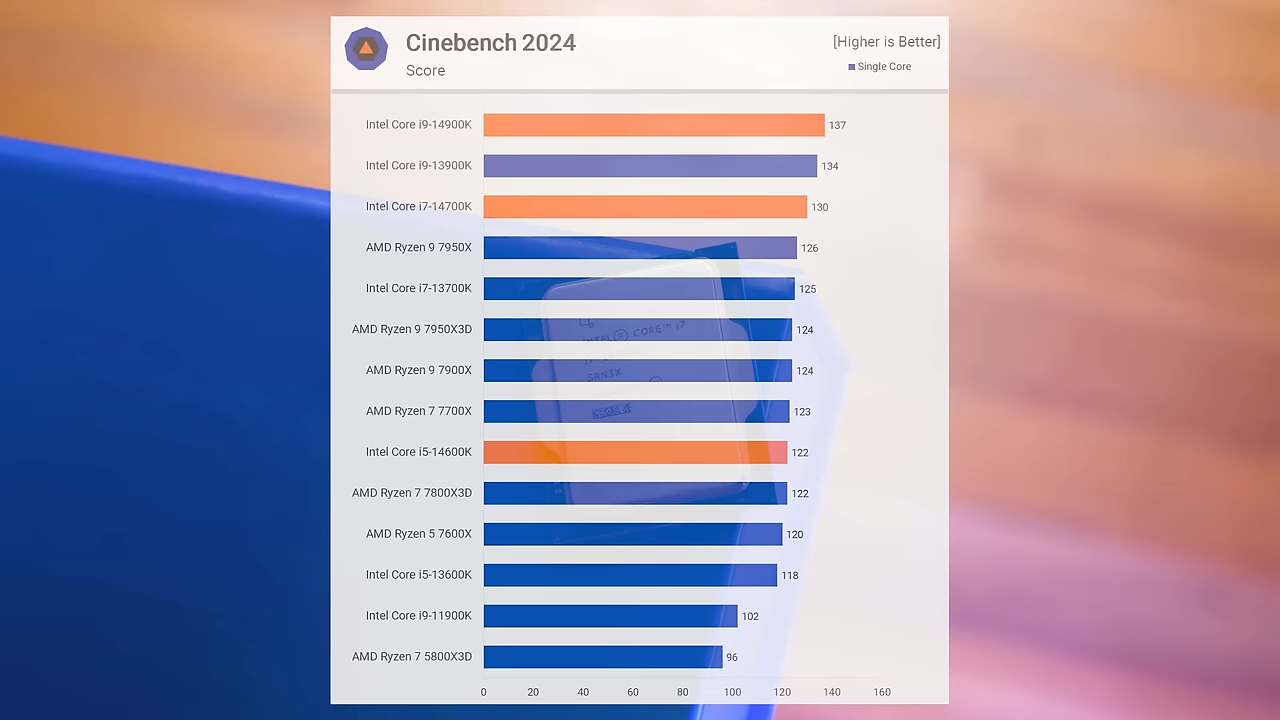 Cinebench 2024
Score
[Higher is Better]
Single Core
Intel Core i9-14900K 137
Intel Core i9-13900K 134
Intel Core i7-14700K 130
AMD Ryzen 9 7950X 126
Intel Core i7-13700K 125
AMD Ryzen 9 7950X3D 124
AMD Ryzen 9 7900X 124
AMD Ryzen 7 7700X 123
Intel Core i5-14600K 122
AMD Ryzen 7 7800X3D 122
AMD Ryzen 5 7600X 120
Intel Core i5-13600K 118
Intel Core i9-11900K 102
AMD Ryzen 7 5800X3D 96
0 20 40 60 80 100 120 140 160
INTEL® CORE™ i7
SRN3X